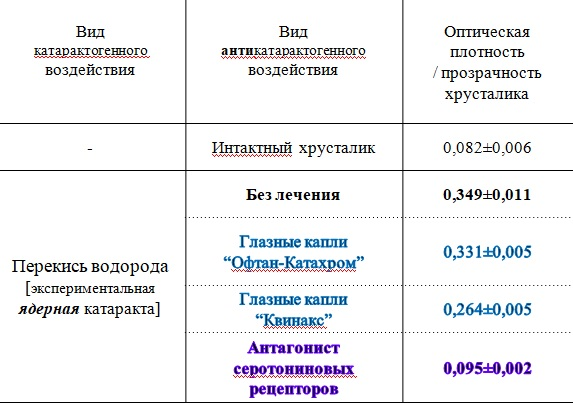 Вид
катарактогенного
воздействия
Вид
антикатарактогенного
воздействия
Оптическая
плотность
/ прозрачность
хрусталика
-
Интактный хрусталик
0,082±0,006
Перекись водорода
[экспериментальная
ядерная катаракта]
Без лечения
0,349±0,011
Глазные капли
“Офтан-Катахром”
0,331±0,005
Глазные капли
“Квинакс”
0,264±0,005
Антагонист
серотониновых
рецепторов
0,095±0,002